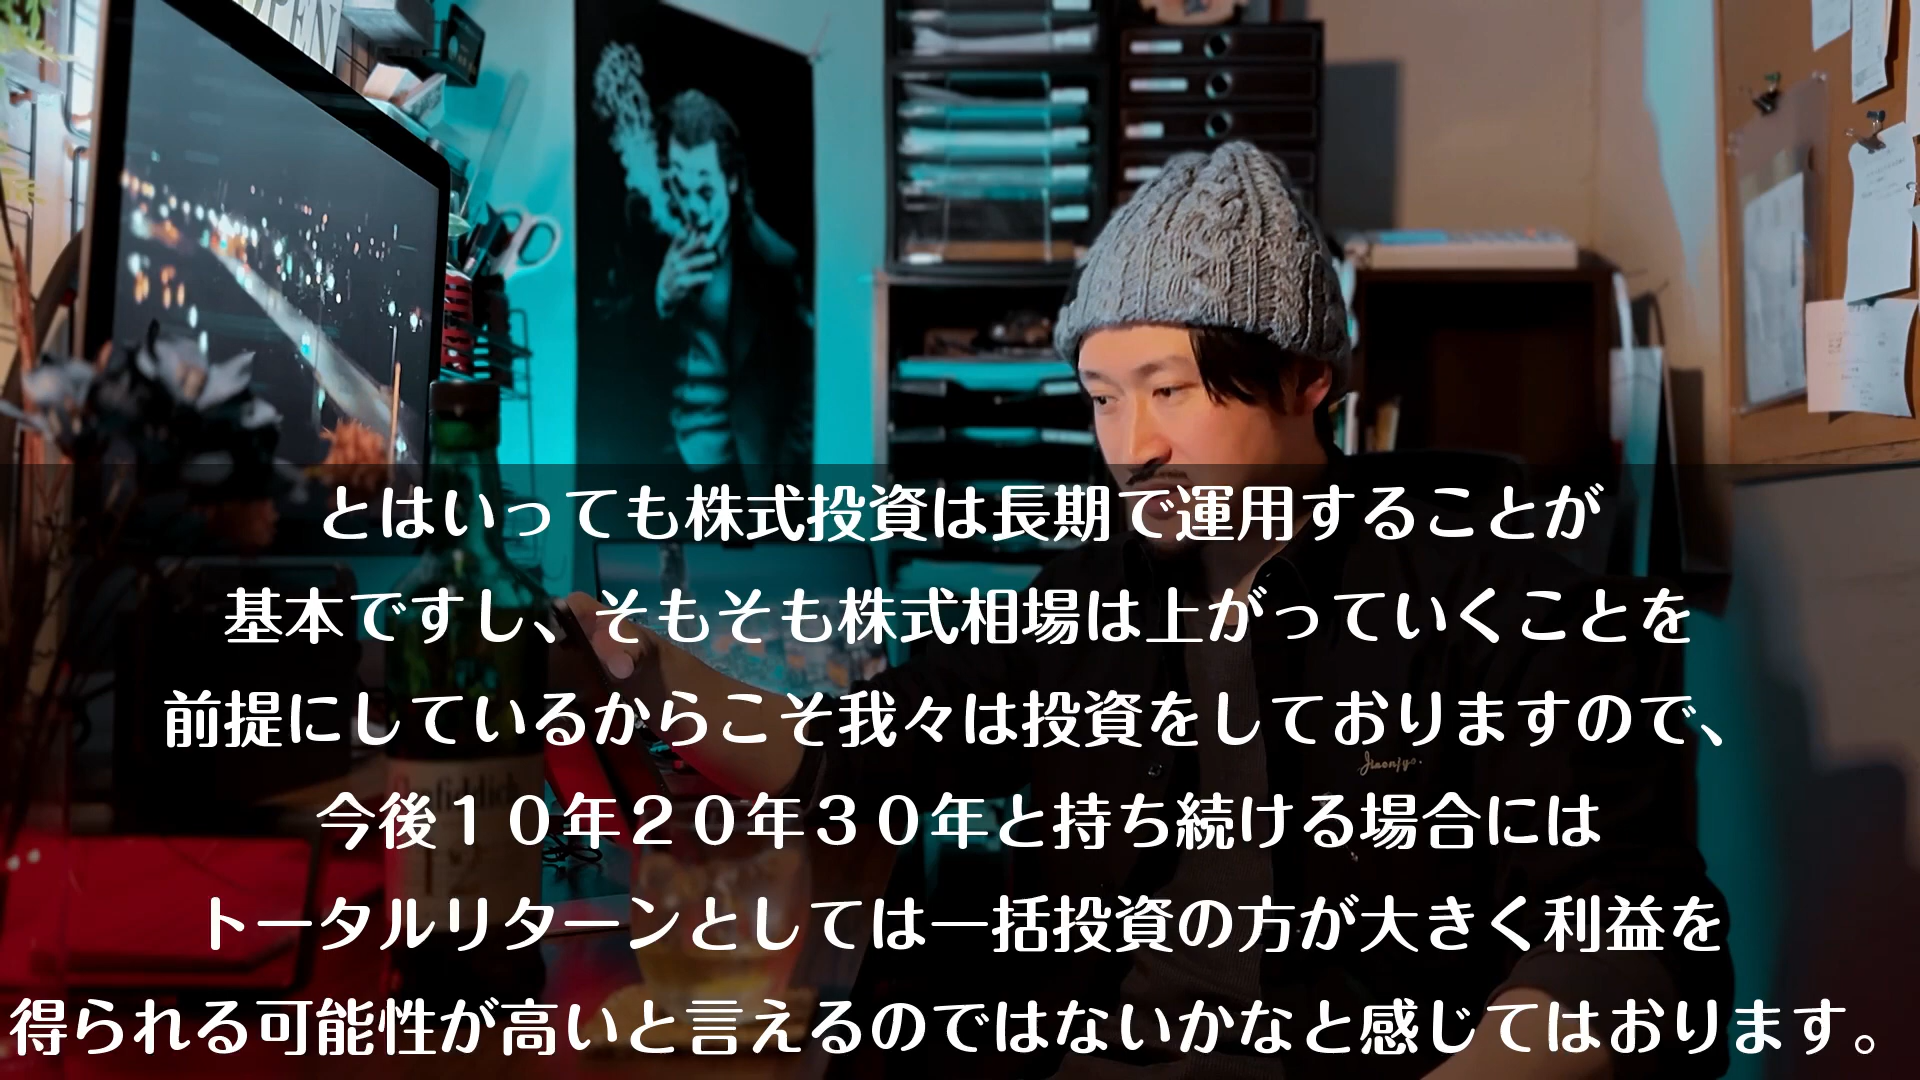 OPEN
とはいっても株式投資は長期で運用することが
基本ですし、そもそも株式相場は上がっていくことを
前提にしているからこそ我々は投資をしておりますので、
今後１０年２０年３０年と持ち続ける場合には
トータルリターンとしては一括投資の方が大きく利益を
得られる可能性が高いと言えるのではないかなと感じてはおります。